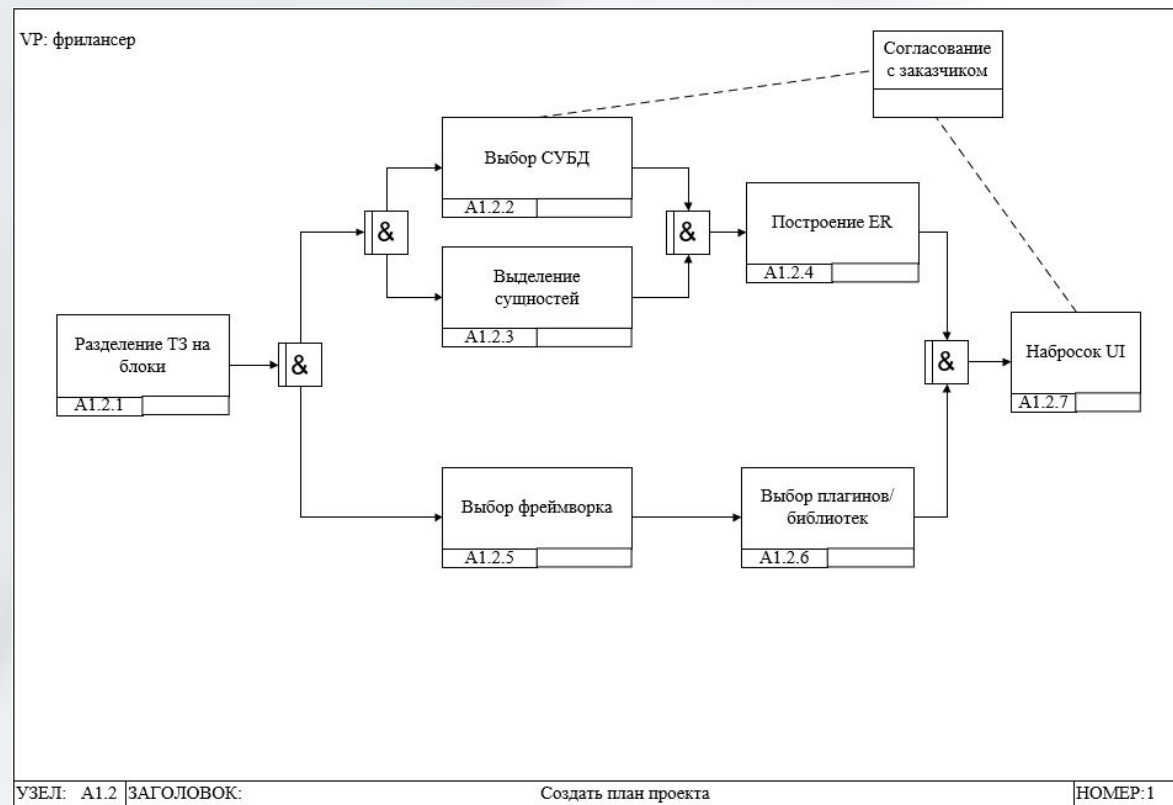 VP: фрилансер
Согласование
с заказчиком
Выбор СУБД
A1.2.2
&
&
Построение ER
A1.2.4
Выделение
сущностей
A1.2.3
Разделение ТЗ на
блоки
A1.2.1
&
&
Набросок UI
A1.2.7
Выбор фреймворка
A1.2.5
Выбор плагинов/
библиотек
A1.2.6
УЗЕЛ: A1.2 ЗАГОЛОВОК: Создать план проекта НОМЕР:1